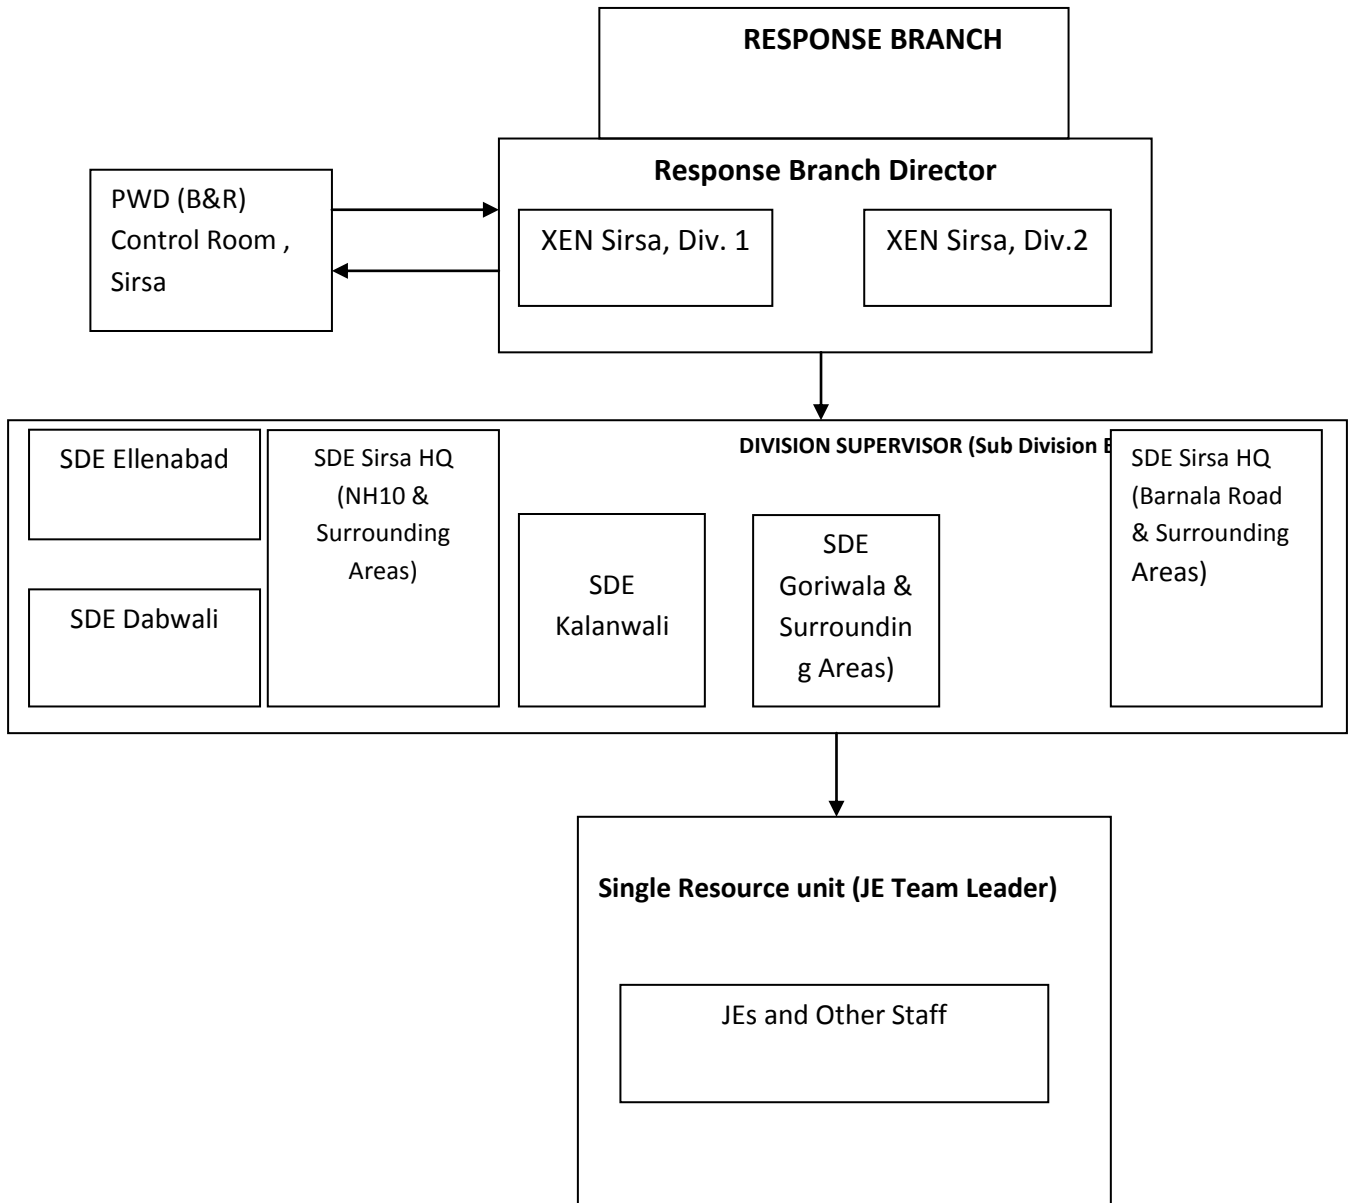 RESPONSE BRANCH
Response Branch Director
PWD (B&R)
Control Room ,
Sirsa
XEN Sirsa, Div. 1
XEN Sirsa, Div.2
DIVISION SUPERVISOR (Sub Division
SDE Ellenabad
SDE Dabwali
SDE Sirsa HQ
(NH10 &
Surrounding
Areas)
SDE
Kalanwali
SDE
Goriwala &
Surroundin
g Areas)
SDE Sirsa HQ
(Barnala Road
& Surrounding
Areas)
Single Resource unit (JE Team Leader)
JEs and Other Staff